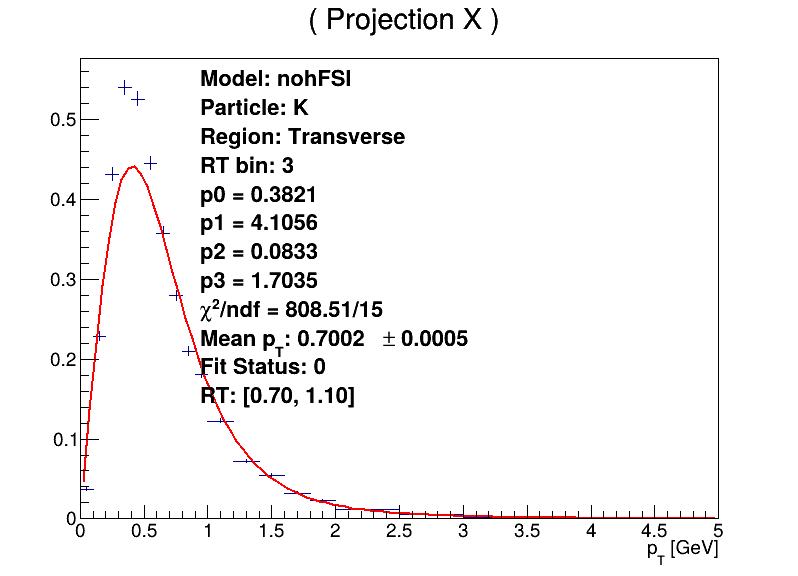 ( Projection X )
Model: nohFSI
Particle: K
Region: Transverse
RT bin: 3
p0 = 0.3821
p1 = 4.1056
p2 = 0.0833
p3 = 1.7035
χ²/ndf = 808.51/15
Mean p_T: 0.7002 ± 0.0005
Fit Status: 0
RT: [0.70, 1.10]
0.5
0.4
0.3
0.2
0.1
0
0 0.5 1 1.5 2 2.5 3 3.5 4 4.5 5
p_T [GeV]